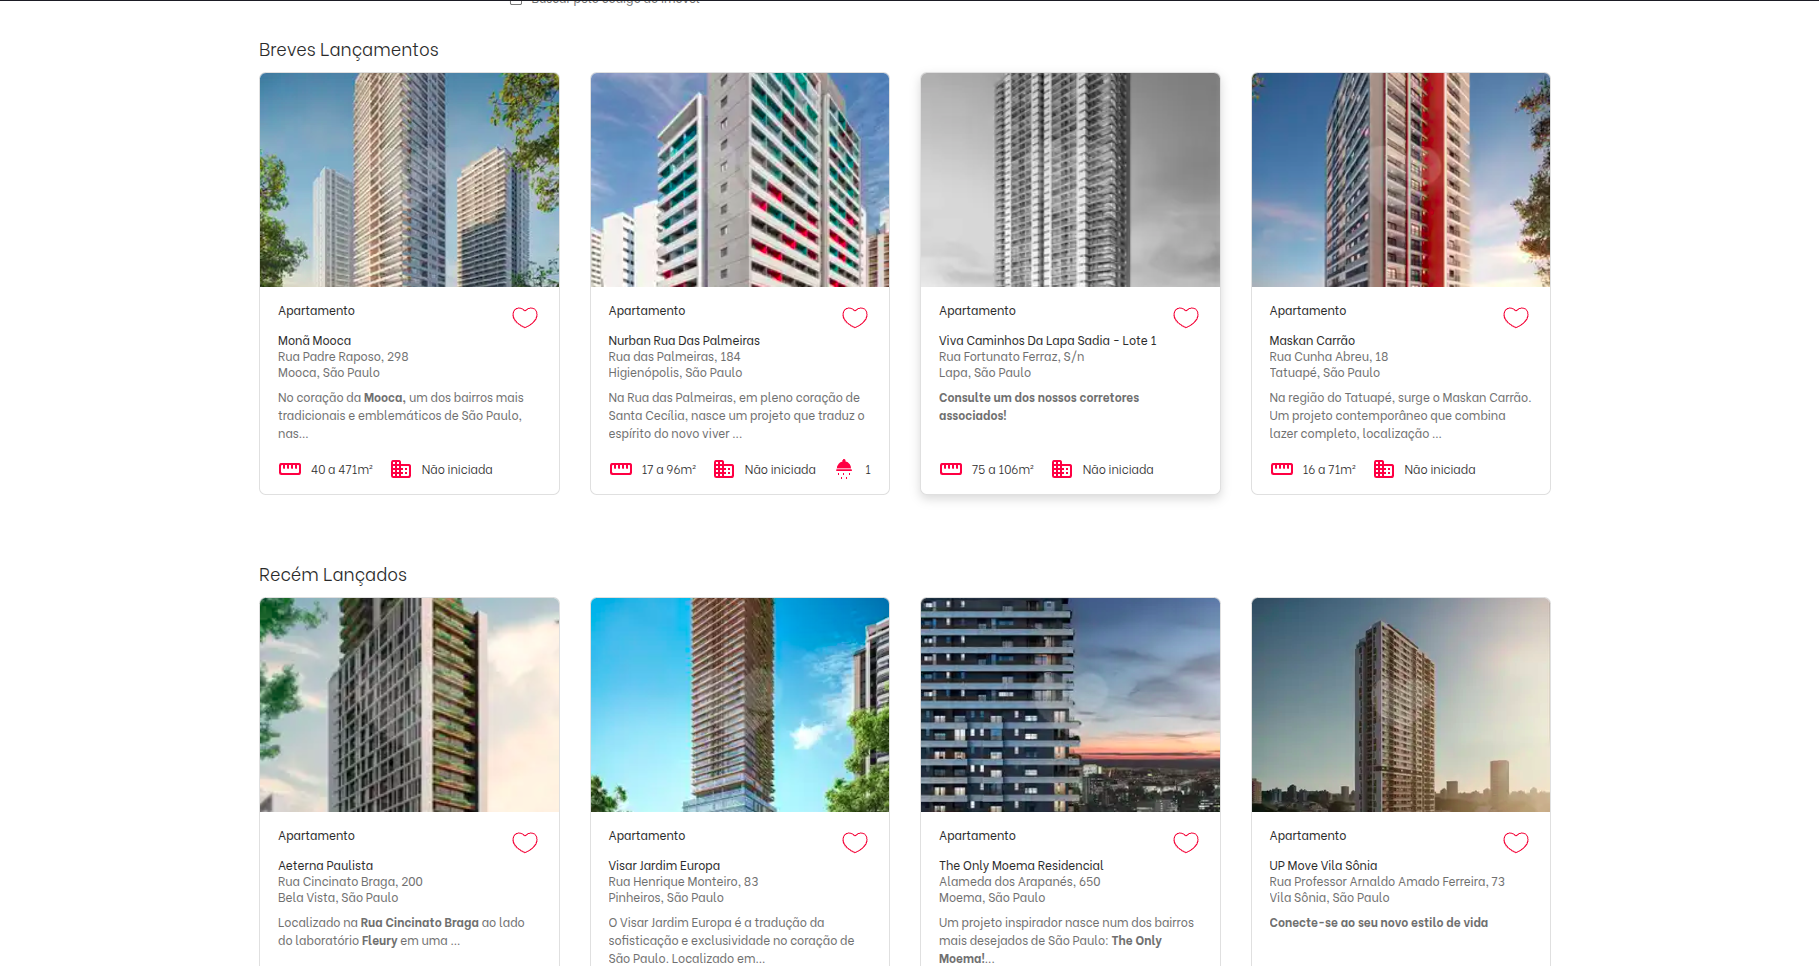 Buscar pelo código do imóvel
Breves Lançamentos
Apartamento
Monã Mooca
Rua Padre Raposo, 298
Mooca, São Paulo
No coração da Mooca, um dos bairros mais
tradicionais e emblemáticos de São Paulo,
nas...
40 a 471m²
Não iniciada
Apartamento
Nurban Rua Das Palmeiras
Rua das Palmeiras, 184
Higienópolis, São Paulo
Na Rua das Palmeiras, em pleno coração de
Santa Cecília, nasce um projeto que traduz o
espírito do novo viver ...
17 a 96m²
Não iniciada
1
Apartamento
Viva Caminhos Da Lapa Sadia - Lote 1
Rua Fortunato Ferraz, S/n
Lapa, São Paulo
Consulte um dos nossos corretores
associados!
75 a 106m²
Não iniciada
Apartamento
Maskan Carrão
Rua Cunha Abreu, 18
Tatuapé, São Paulo
Na região do Tatuapé, surge o Maskan Carrão.
Um projeto contemporâneo que combina
lazer completo, localização ...
16 a 71m²
Não iniciada
Recém Lançados
Apartamento
Aeterna Paulista
Rua Cincinato Braga, 200
Bela Vista, São Paulo
Localizado na Rua Cincinato Braga ao lado
do laboratório Fleury em uma ...
Apartamento
Visar Jardim Europa
Rua Henrique Monteiro, 83
Pinheiros, São Paulo
O Visar Jardim Europa é a tradução da
sofisticação e exclusividade no coração de
São Paulo. Localizado em...
Apartamento
The Only Moema Residencial
Alameda dos Arapanés, 650
Moema, São Paulo
Um projeto inspirador nasce num dos bairros
mais desejados de São Paulo: The Only
Moema!...
Apartamento
UP Move Vila Sônia
Rua Professor Arnaldo Amado Ferreira, 73
Vila Sônia, São Paulo
Conecte-se ao seu novo estilo de vida